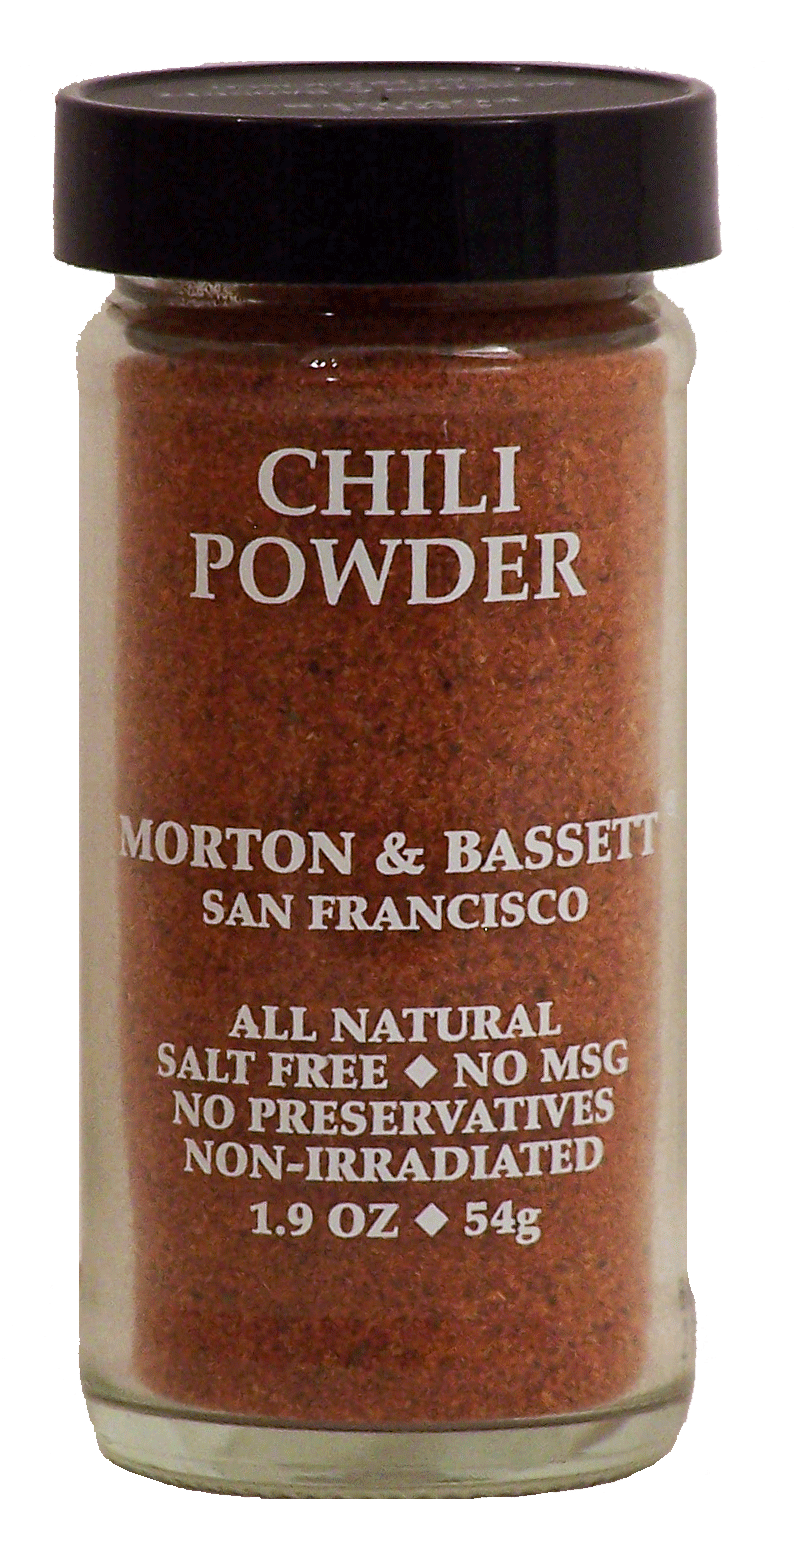 CHILI
POWDER
MORTON & BASSETT
SAN FRANCISCO
ALL NATURAL
SALT FREE ◆ NO MSG
NO PRESERVATIVES
NON-IRRADIATED
1.9 OZ ◆ 54g